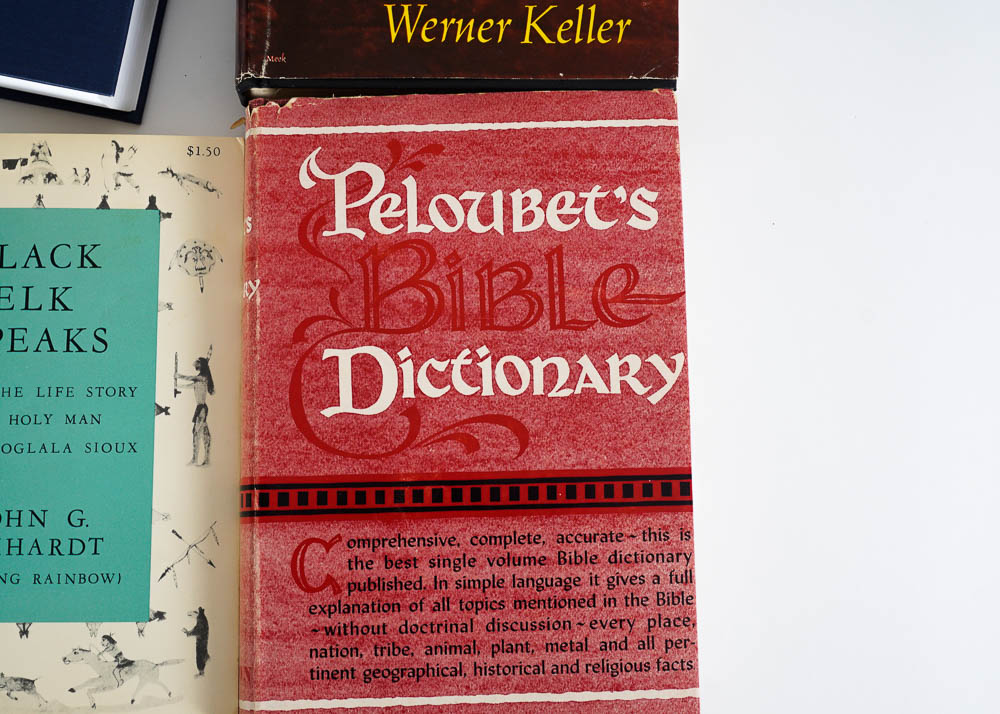 Werner Keller
Meek
$1.50
LACK
ELK
PEAKS
HE LIFE STORY
HOLY MAN
OGLALA SIOUX
HN G.
HARDT
NG RAINBOW)
Peloubet's
Bible
Dictionary
Comprehensive, complete, accurate~this is
the best single volume Bible dictionary
published. In simple language it gives a full
explanation of all topics mentioned in the Bible
~without doctrinal discussion~every place,
nation, tribe, animal, plant, metal and all per-
tinent geographical, historical and religious facts